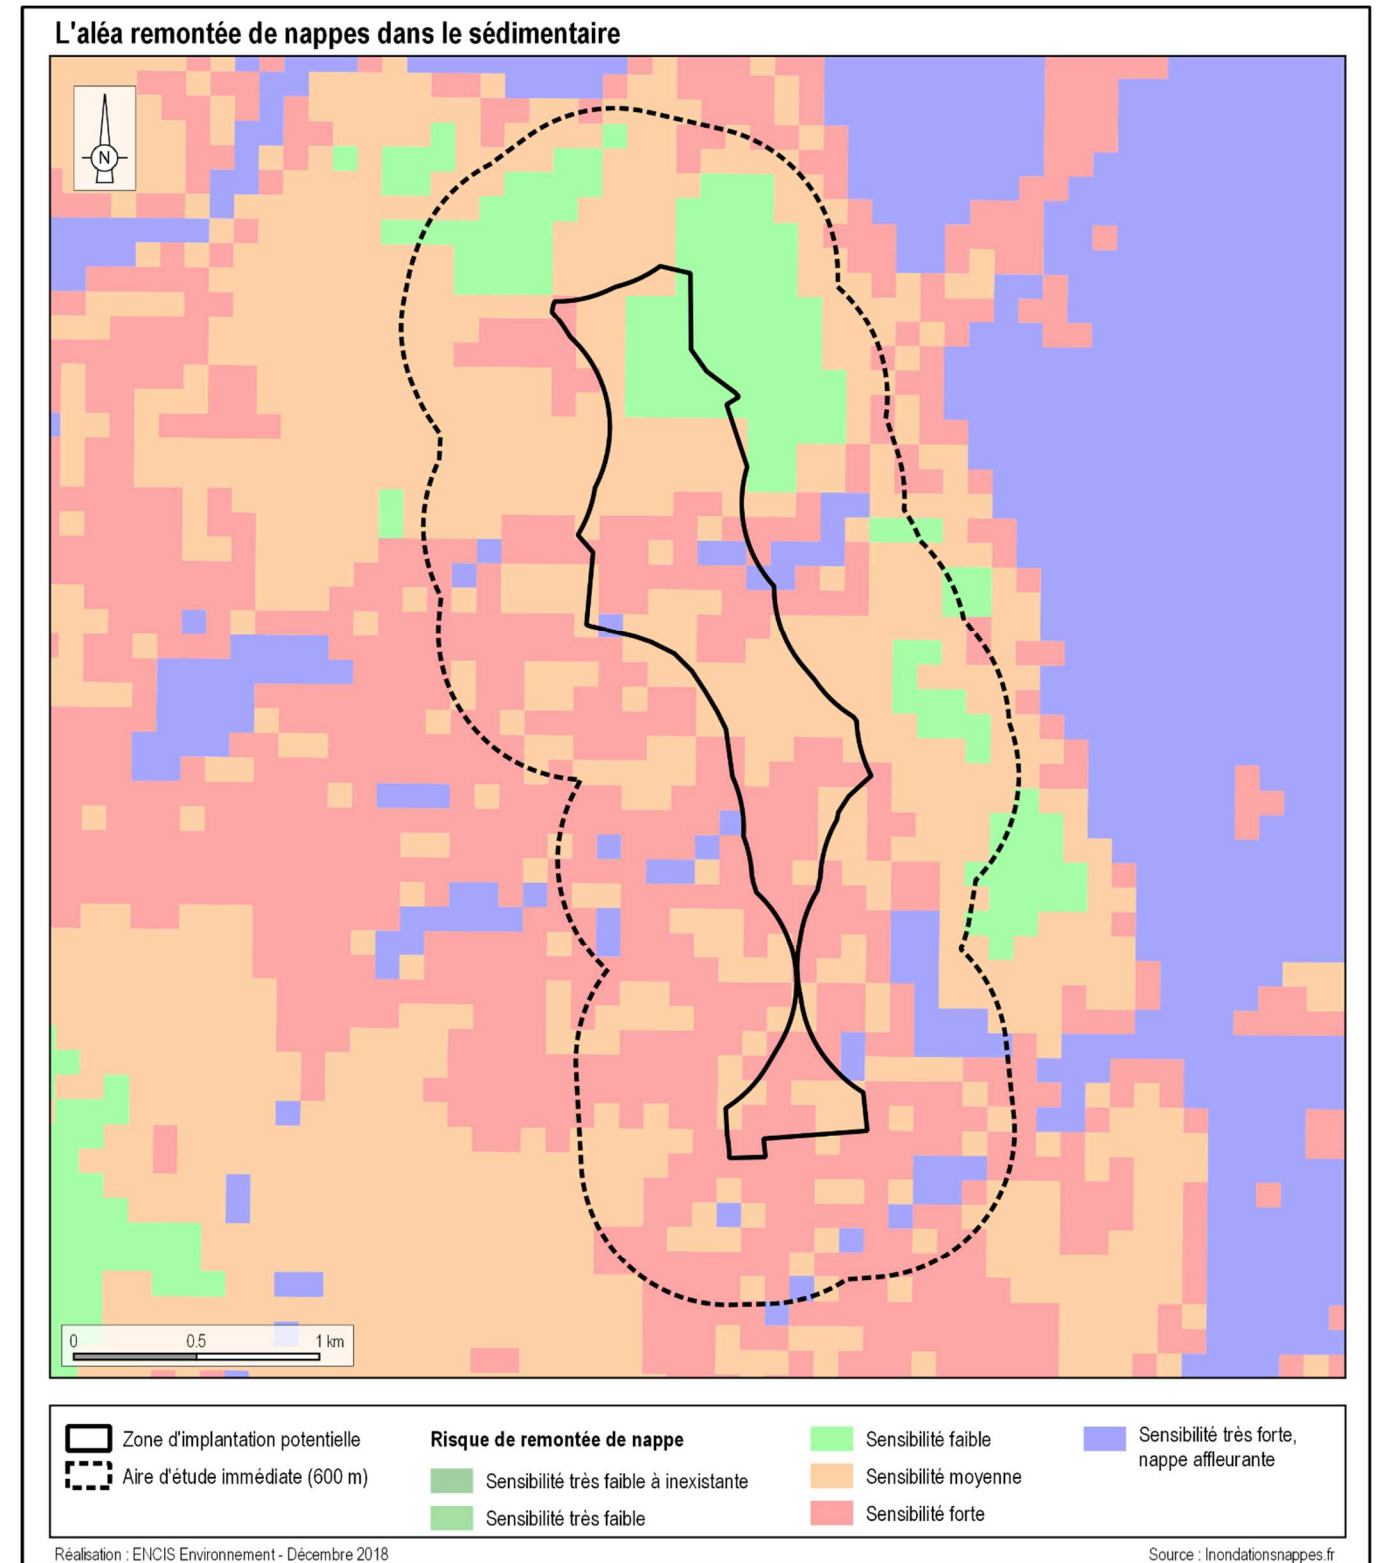 L'aléa remontée de nappes dans le sédimentaire
N
0 0.5 1 km
Zone d'implantation potentielle
Aire d'étude immédiate (600 m)
Risque de remontée de nappe
Sensibilité très faible à inexistante
Sensibilité très faible
Sensibilité faible
Sensibilité moyenne
Sensibilité forte
Sensibilité très forte,
nappe affleurante
Réalisation : ENCIS Environnement - Décembre 2018
Source : Inondationsnappes.fr